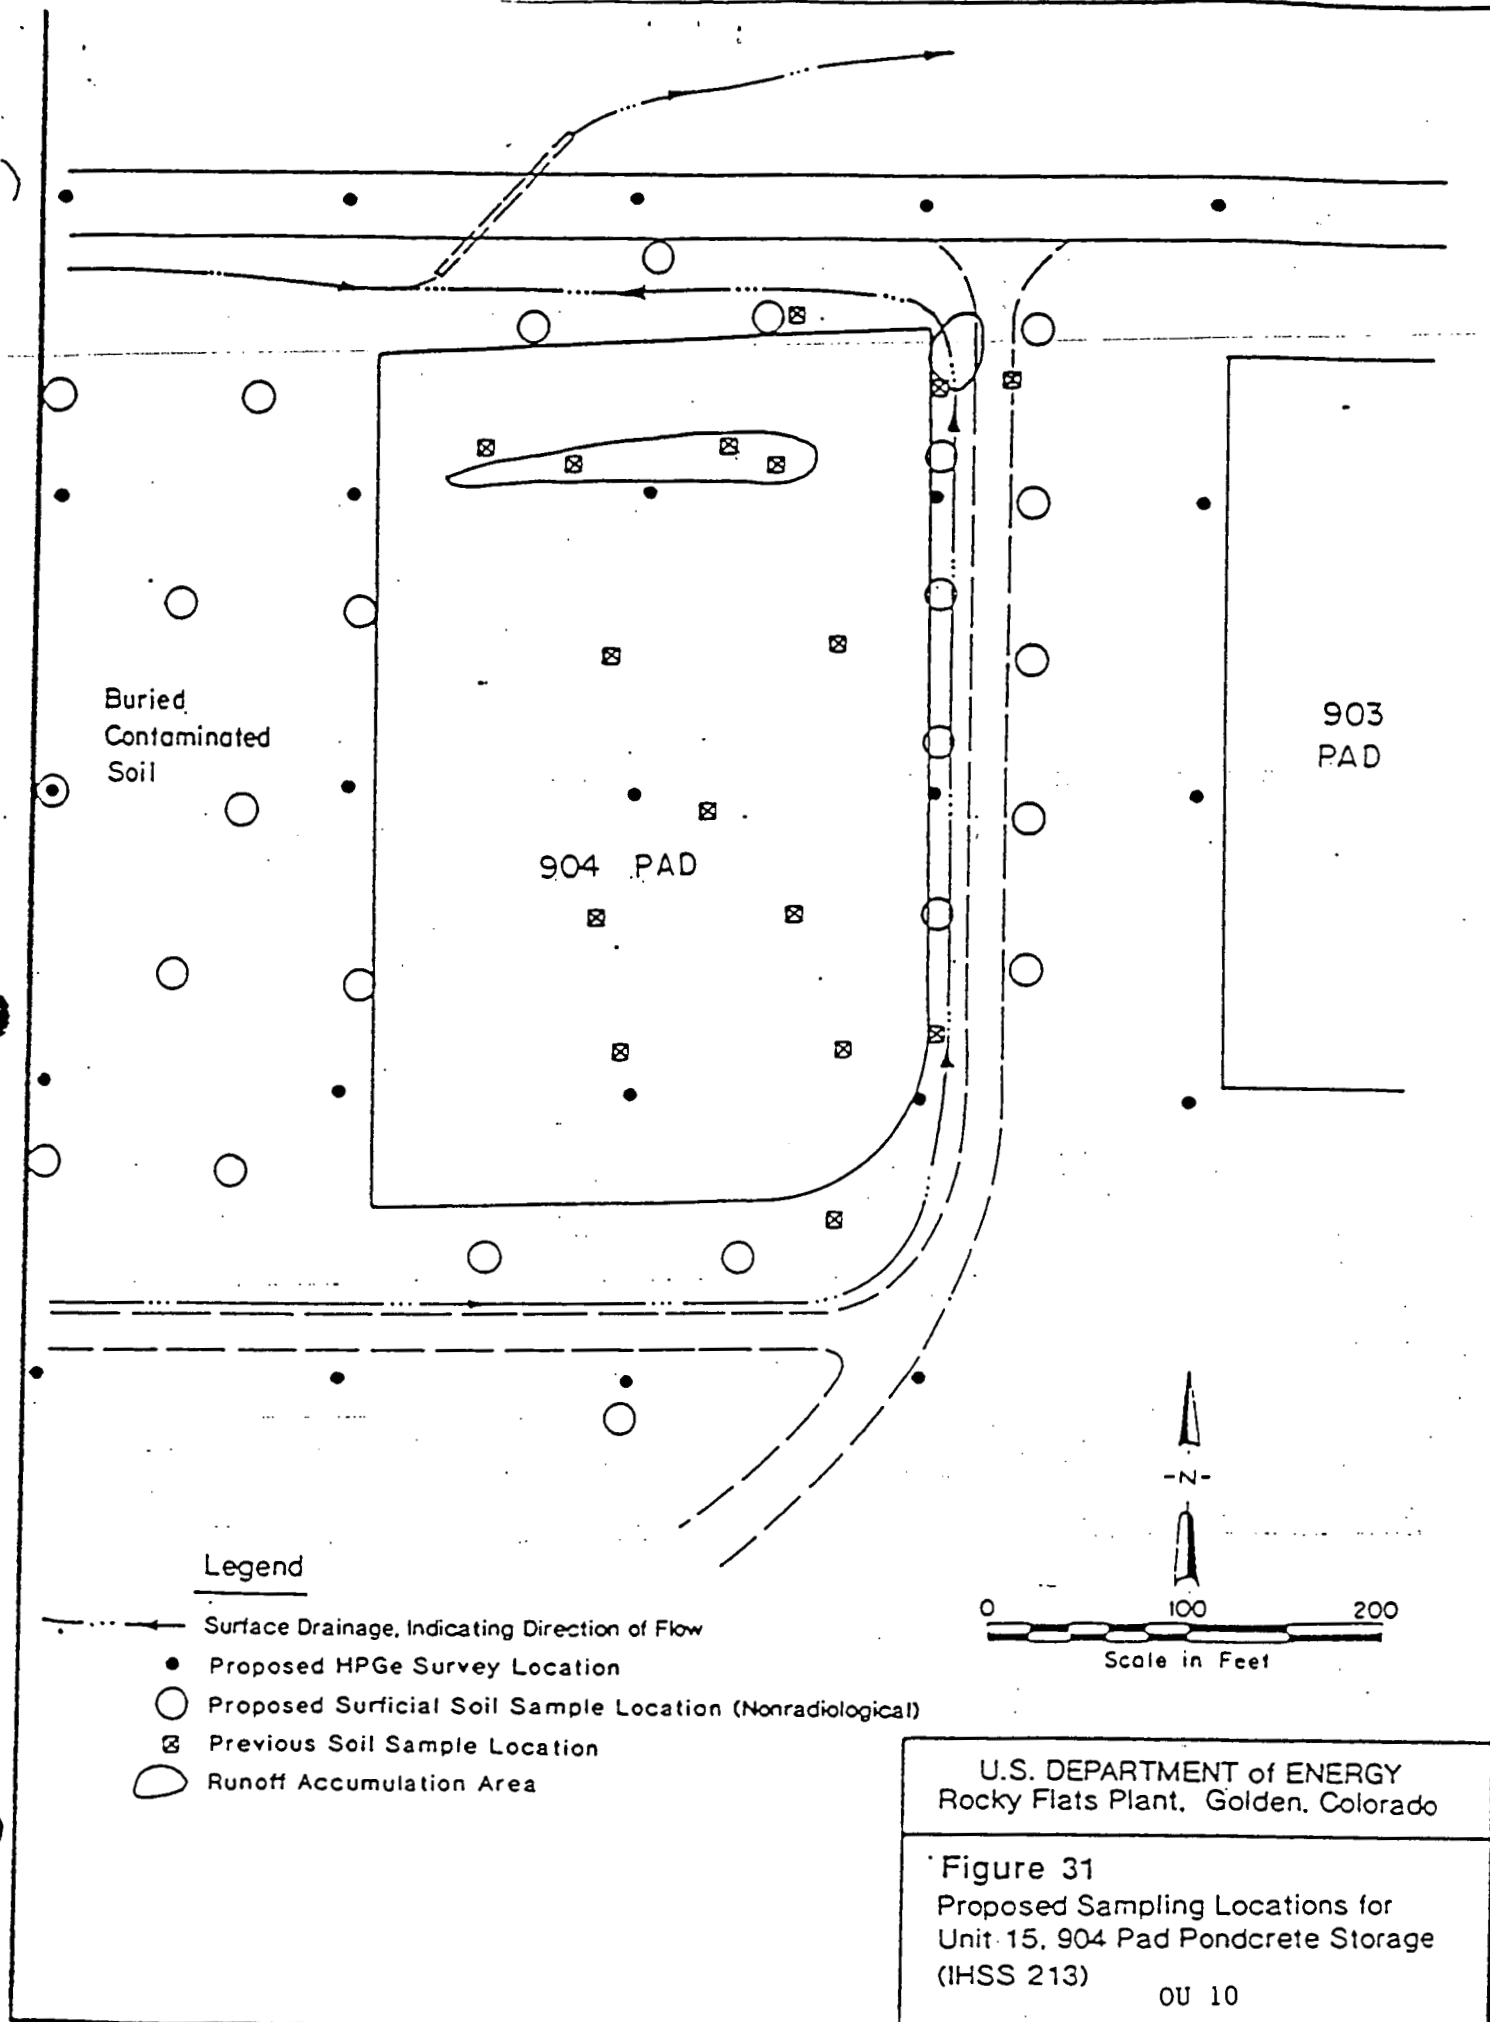 Buried
Contaminated
Soil
904 PAD
903
PAD
-N-
Legend
Surface Drainage, Indicating Direction of Flow
Proposed HPGe Survey Location
Proposed Surficial Soil Sample Location (Nonradiological)
Previous Soil Sample Location
Runoff Accumulation Area
0 100 200
Scale in Feet
U.S. DEPARTMENT of ENERGY
Rocky Flats Plant, Golden, Colorado
Figure 31
Proposed Sampling Locations for
Unit 15, 904 Pad Pondcrete Storage
(IHSS 213)
OU 10